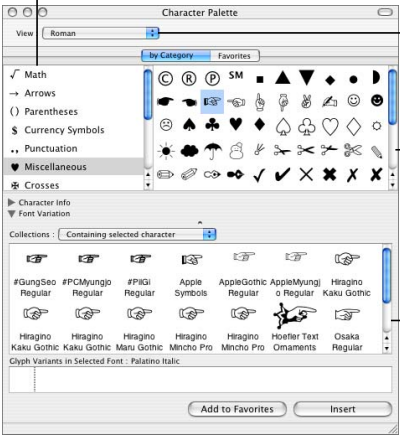 Character Palette
View Roman
by Category Favorites
√ Math
→ Arrows
() Parentheses
$ Currency Symbols
., Punctuation
♥ Miscellaneous
✠ Crosses
© ® ℗ SM ■ ▲ ▼ ◆ ● ◗
Character Info
Font Variation
Collections : Containing selected character
#GungSeo Regular
#PCMyungjo Regular
#PilGi Regular
Apple Symbols
AppleGothic Regular
AppleMyungjo Regular
Hiragino Kaku Gothic
Hiragino Kaku Gothic
Hiragino Kaku Gothic
Hiragino Maru Gothic
Hiragino Mincho Pro
Hiragino Mincho Pro
Hoefler Text Ornaments
Osaka Regular
Glyph Variants in Selected Font : Palatino Italic
Add to Favorites Insert